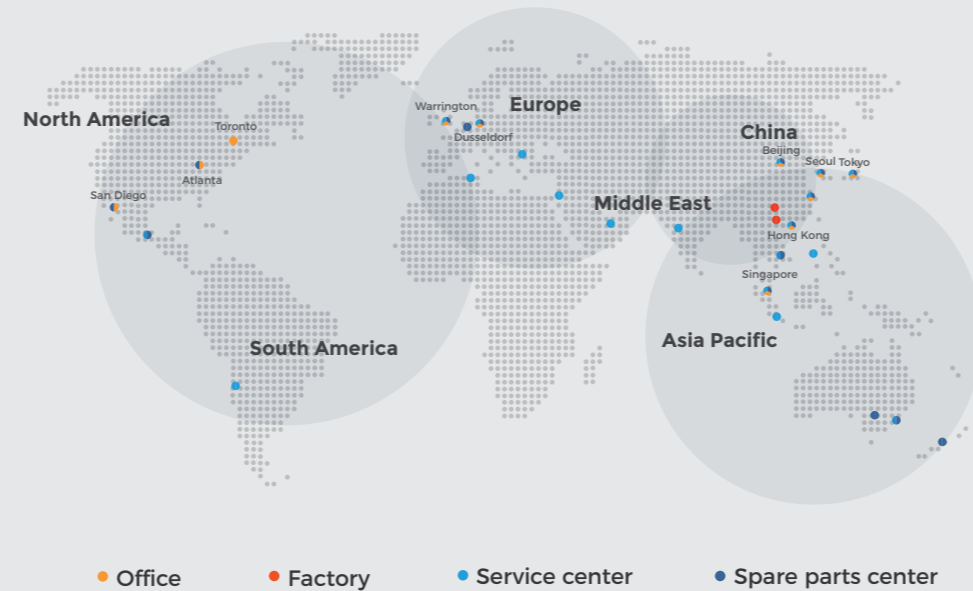 Europe
Warrington
North America
Toronto
Dusseldorf
China
Beijing
Seoul
Tokyo
Atlanta
San Diego
Middle East
Hong Kong
Singapore
South America
Asia Pacific
Office
Factory
Service center
Spare parts center